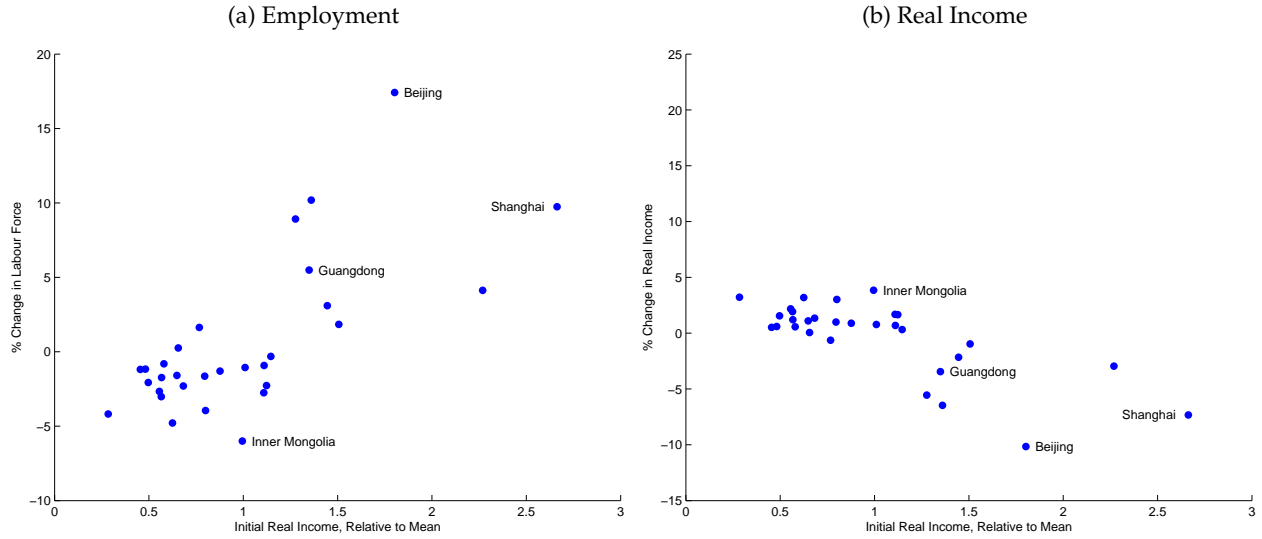 (a) Employment
20
15
10
5
0
−5
−10
0
0.5
1
1.5
2
2.5
3
% Change in Labour Force
Initial Real Income, Relative to Mean
Beijing
Shanghai
Guangdong
Inner Mongolia
(b) Real Income
25
20
15
10
5
0
−5
−10
−15
0
0.5
1
1.5
2
2.5
3
% Change in Real Income
Initial Real Income, Relative to Mean
Inner Mongolia
Guangdong
Shanghai
Beijing